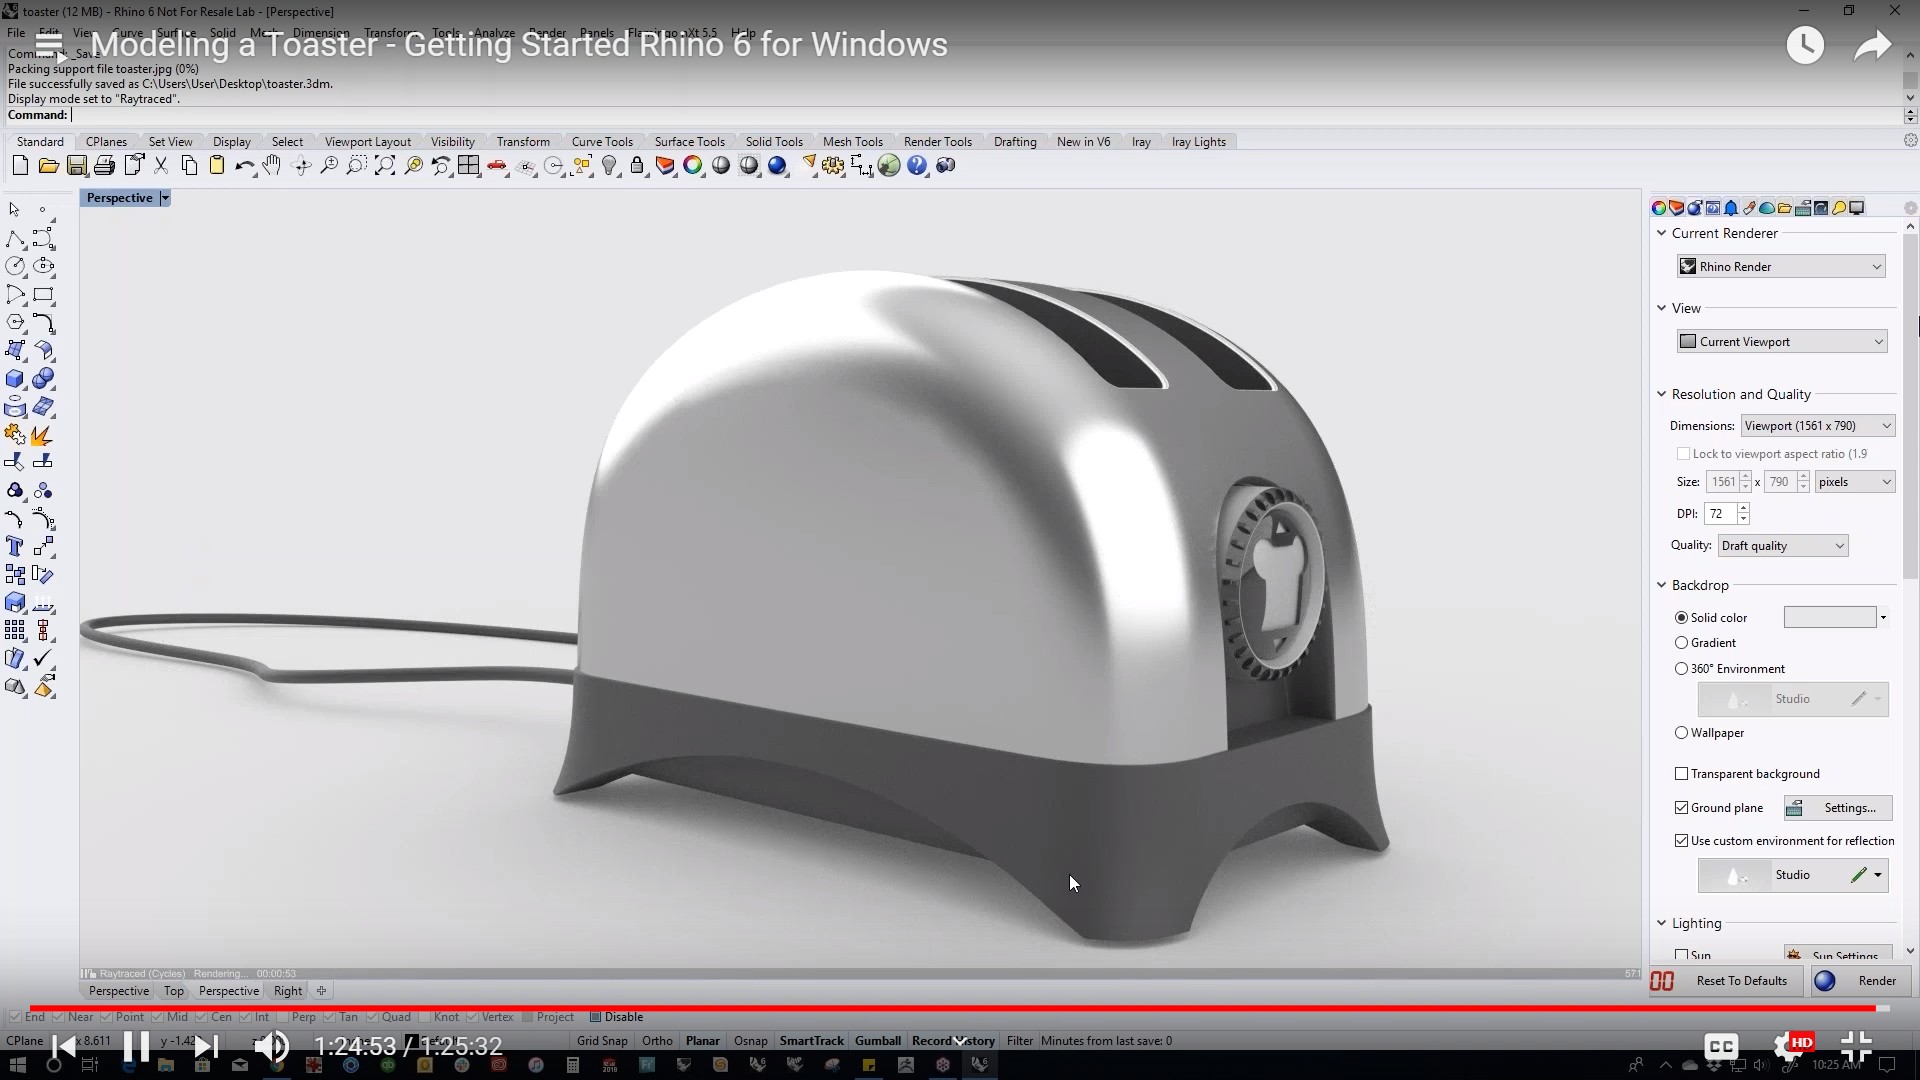 toaster (12 MB) - Rhino 6 Not For Resale Lab - [Perspective]
File Edit View Curve Surface Solid Mesh Dimension Transform Tools Analyze Render Panels Flamingo nXt 5.5 Help
Modeling a Toaster - Getting Started Rhino 6 for Windows
Command: _Save
Packing support file toaster.jpg (0%)
File successfully saved as C:\Users\User\Desktop\toaster.3dm.
Display mode set to "Raytraced".
Command:
Standard CPlanes Set View Display Select Viewport Layout Visibility Transform Curve Tools Surface Tools Solid Tools Mesh Tools Render Tools Drafting New in V6 Iray Iray Lights
Perspective
Current Renderer
Rhino Render
View
Current Viewport
Resolution and Quality
Dimensions: Viewport (1561 x 790)
Lock to viewport aspect ratio (1.9
Size: 1561 x 790 pixels
DPI: 72
Quality: Draft quality
Backdrop
Solid color
Gradient
360° Environment
Studio
Wallpaper
Transparent background
Ground plane Settings...
Use custom environment for reflection
Studio
Lighting
Sun Sun Settings
Reset To Defaults Render
Raytraced (Cycles) Rendering... 00:00:53
Perspective Top Perspective Right
End Near Point Mid Cen Int Perp Tan Quad Knot Vertex Project Disable
CPlane x 8.611 y -1.42
Grid Snap Ortho Planar Osnap SmartTrack Gumball Record History Filter Minutes from last save: 0
1:24:53 / 1:25:32
CC HD
10:25 AM